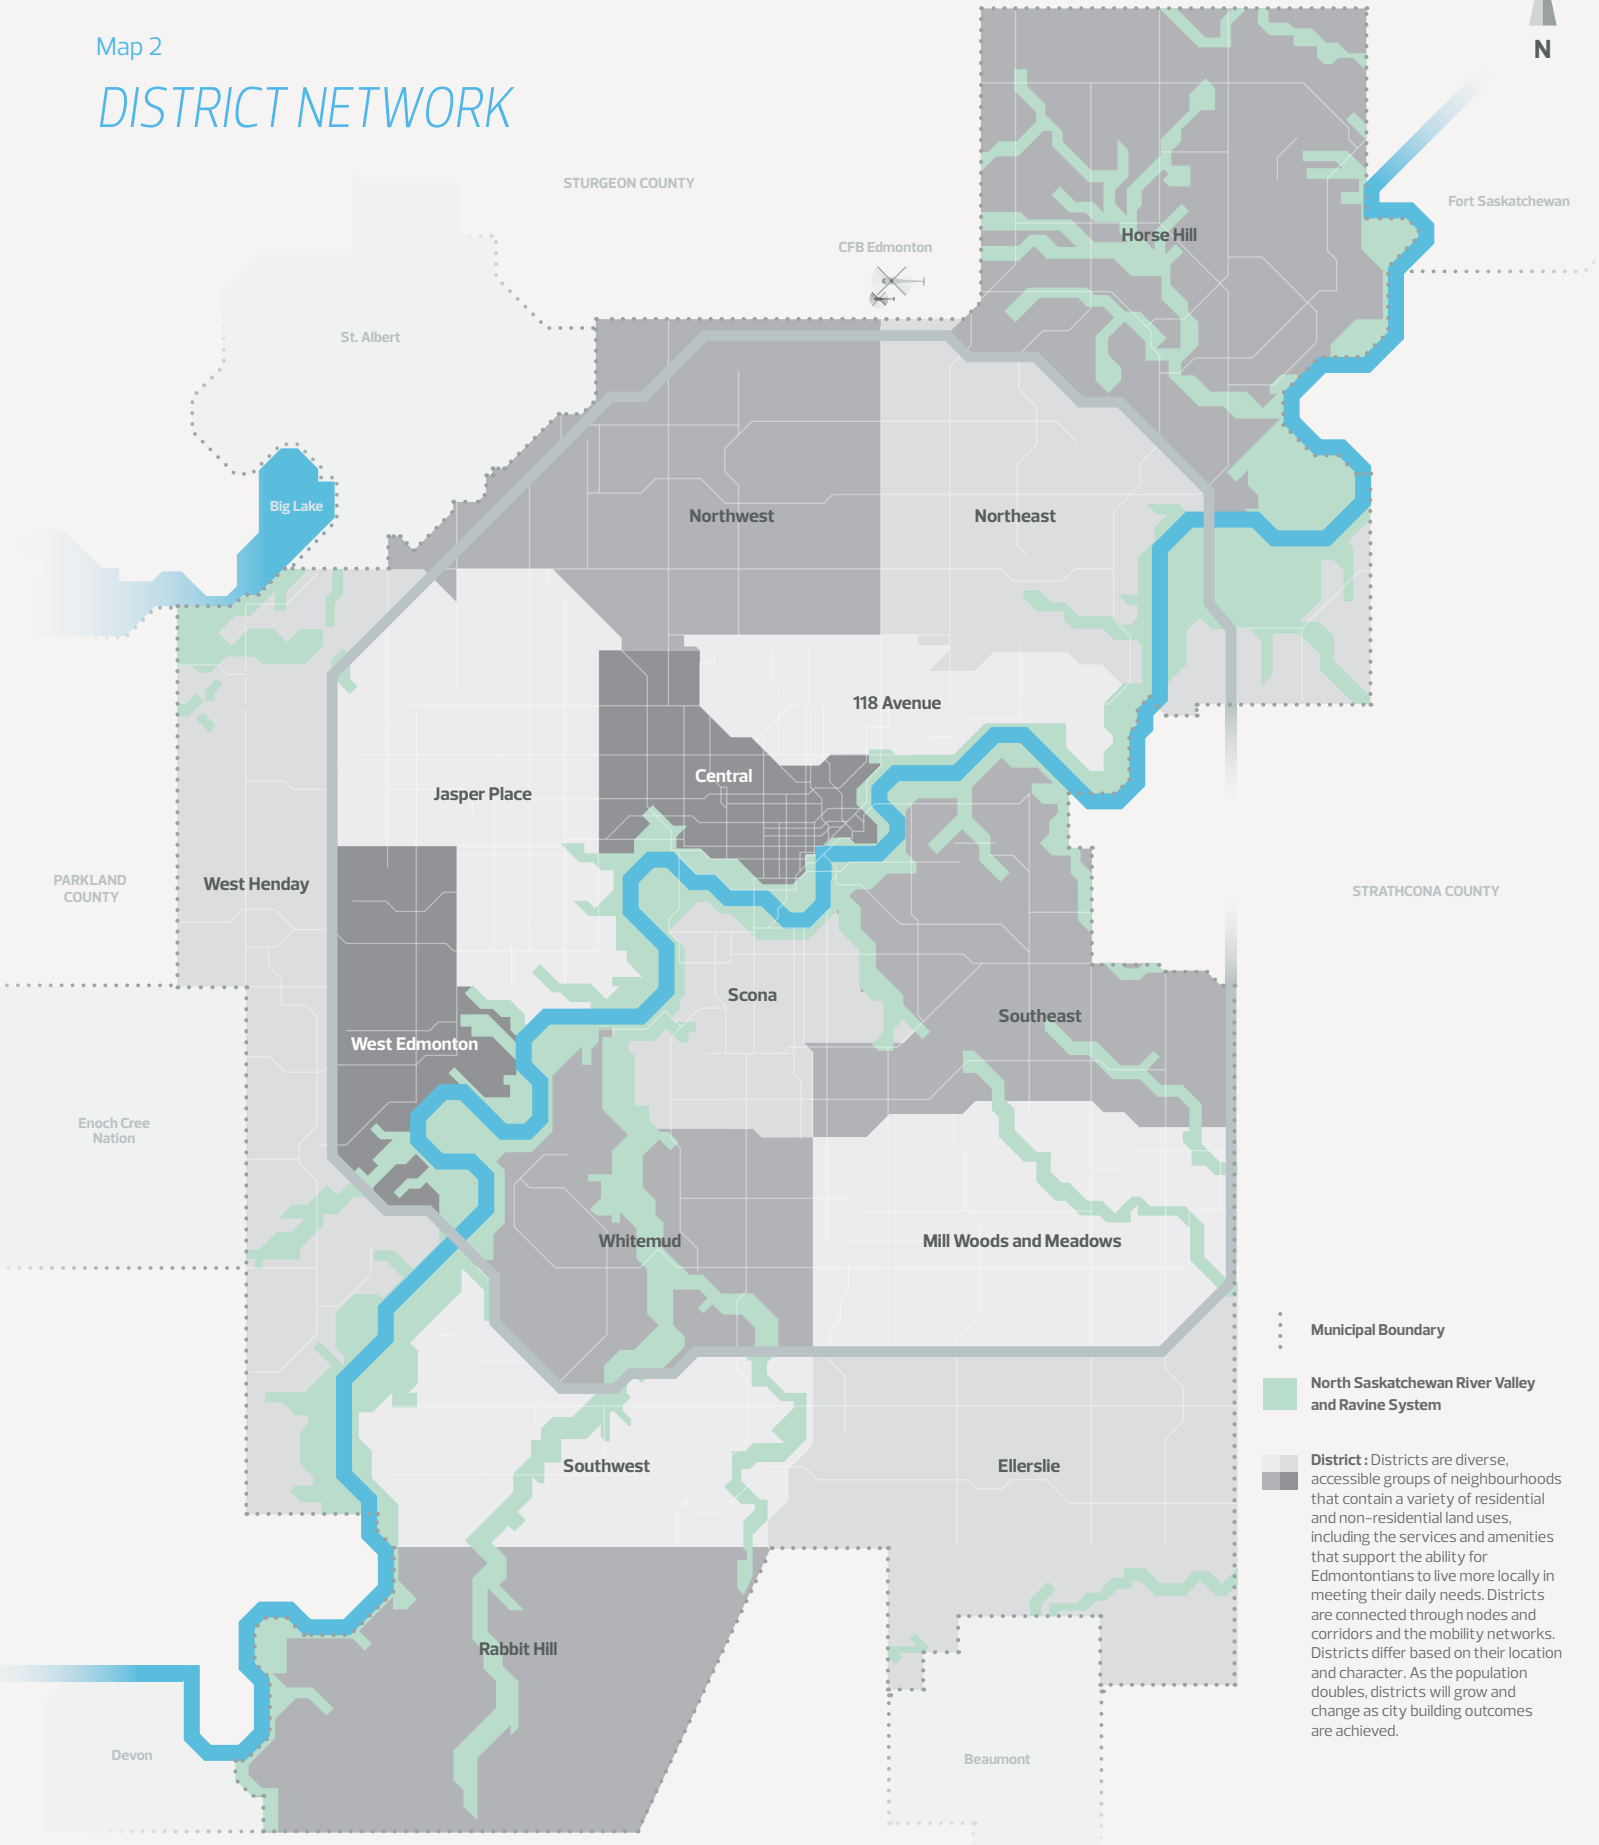 Map 2
DISTRICT NETWORK
N
STURGEON COUNTY
Fort Saskatchewan
Horse Hill
CFB Edmonton
St. Albert
Big Lake
Northwest
Northeast
118 Avenue
Central
Jasper Place
PARKLAND
COUNTY
West Henday
STRATHCONA COUNTY
Scona
Southeast
West Edmonton
Enoch Cree
Nation
Whitemud
Mill Woods and Meadows
Southwest
Ellerslie
Rabbit Hill
Devon
Beaumont
Municipal Boundary
North Saskatchewan River Valley
and Ravine System
District : Districts are diverse,
accessible groups of neighbourhoods
that contain a variety of residential
and non-residential land uses,
including the services and amenities
that support the ability for
Edmontontians to live more locally in
meeting their daily needs. Districts
are connected through nodes and
corridors and the mobility networks.
Districts differ based on their location
and character. As the population
doubles, districts will grow and
change as city building outcomes
are achieved.